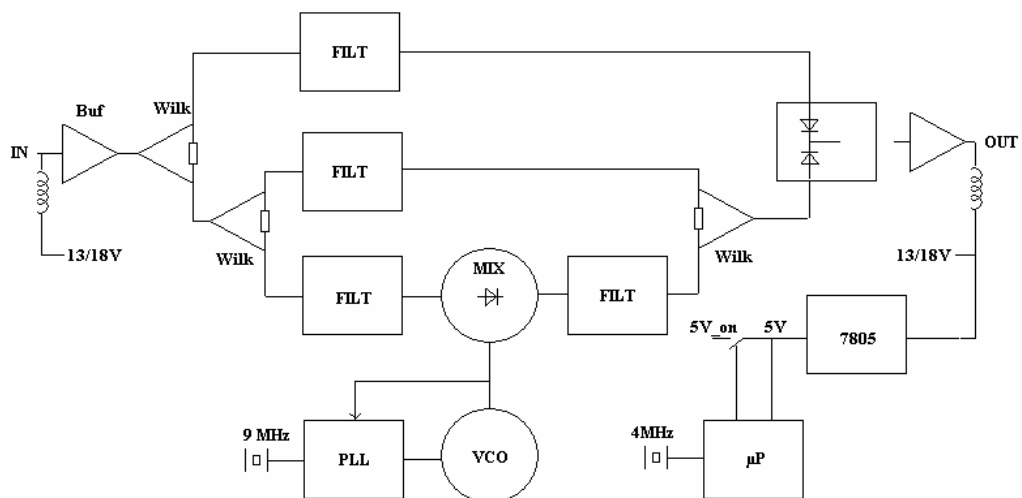 FILT
Buf
Wilk
IN
OUT
FILT
13/18V
Wilk
MIX
Wilk
13/18V
FILT
FILT
5V_on
5V
7805
9 MHz
PLL
VCO
4MHz
µP